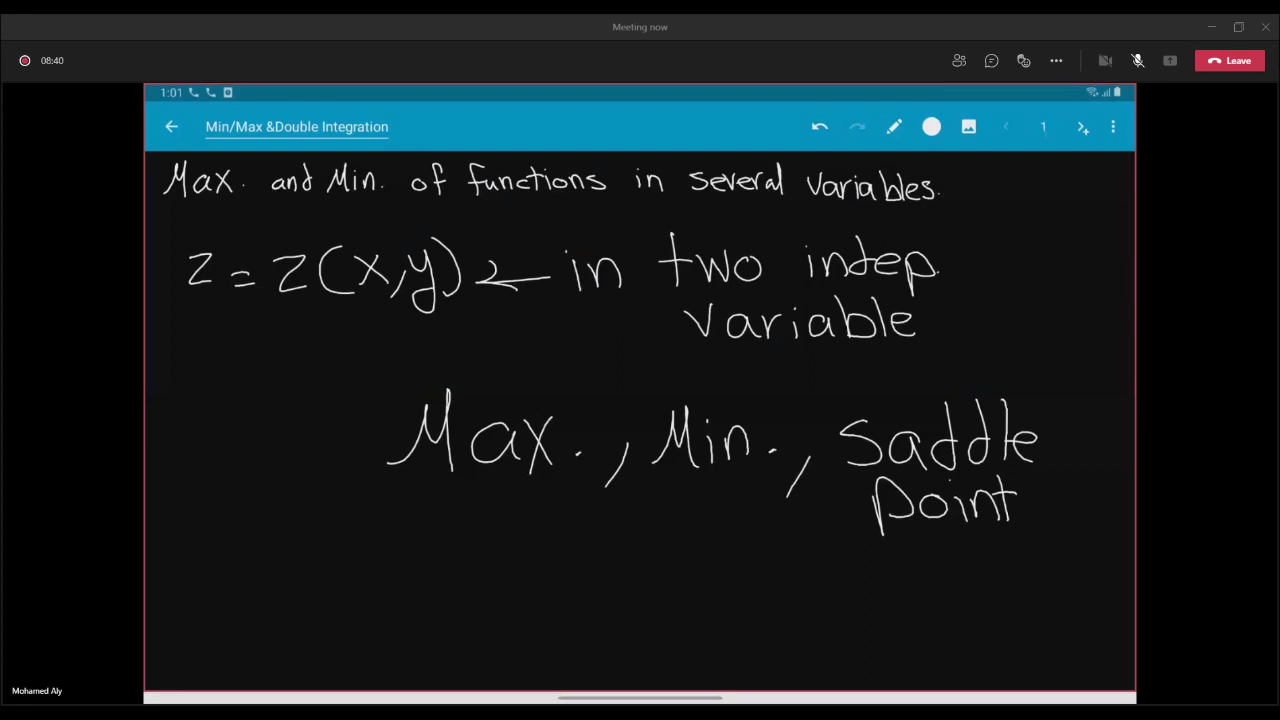 Meeting now
08:40
Leave
1:01
Min/Max &Double Integration
1
Max. and Min. of functions in several variables.
z = z(x,y) ← in two indep.
variable
Max. , Min. , saddle
point
Mohamed Aly